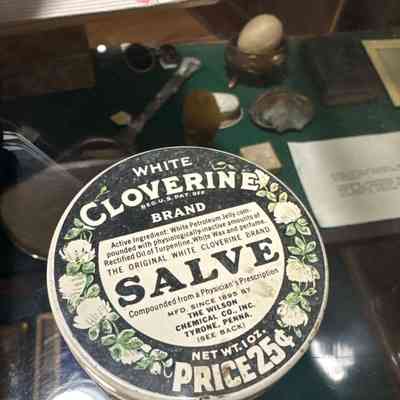 WHITE
CLOVERINE
REG. U.S. PAT. OFF.
BRAND
Active Ingredient: White Petroleum Jelly com-
pounded with physiologically-inactive amounts of
Rectified Oil of Turpentine, White Wax and perfume.
THE ORIGINAL WHITE CLOVERINE BRAND
SALVE
Compounded from a Physician's Prescription
MFD SINCE 1895 BY
THE WILSON
CHEMICAL CO., INC.
TYRONE, PENNA.
(SEE BACK)
NET WT. 1 OZ.
PRICE 25¢